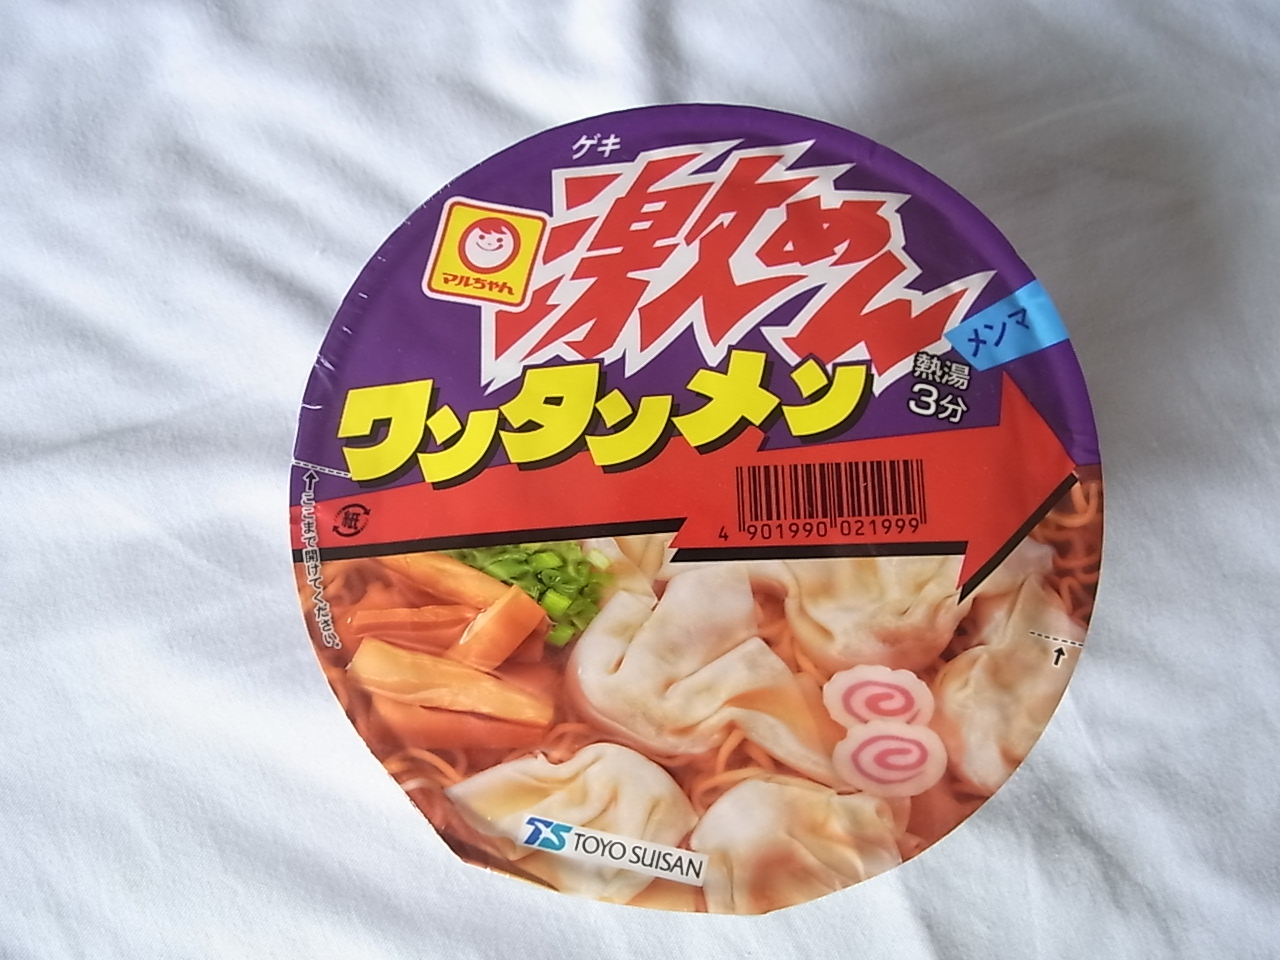 ゲキ
激めん
マルちゃん
メンマ
ワンタンメン
熱湯
3分
4 901990 021999
紙
ここまで開けてください。
TS TOYO SUISAN